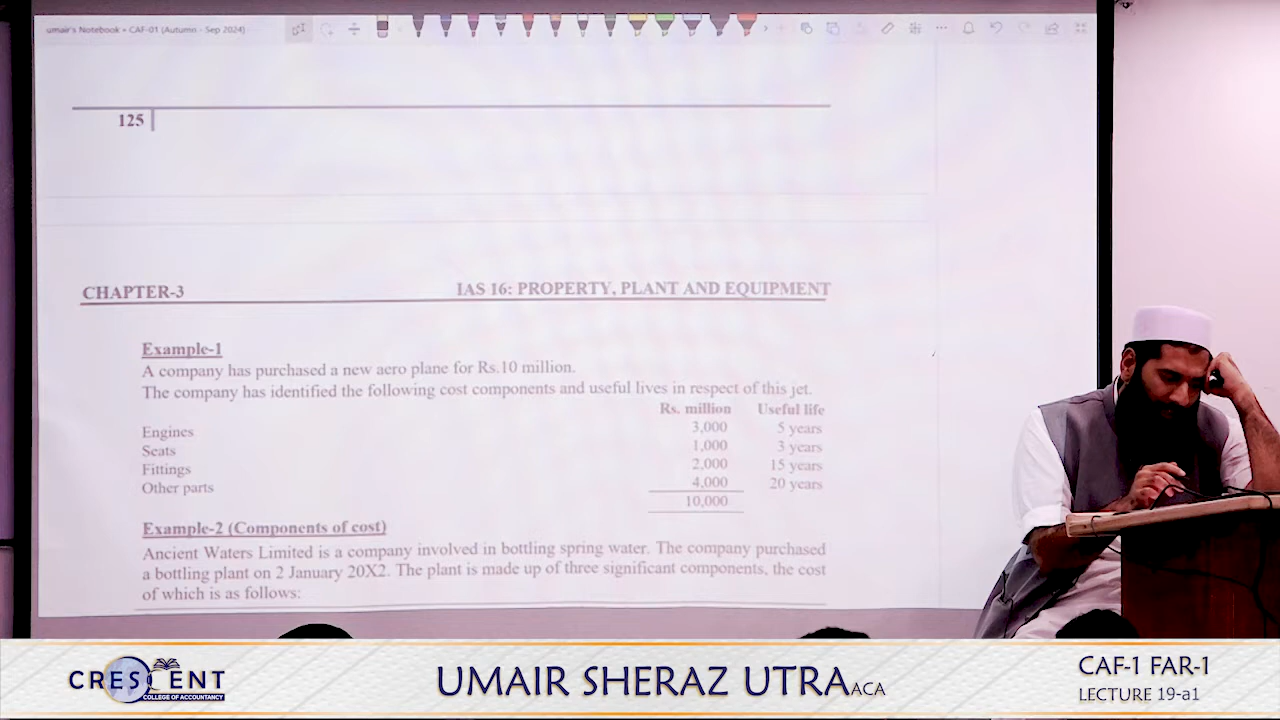 umair's Notebook » CAF-01 (Autumn - Sep 2024)
125
CHAPTER-3 IAS 16: PROPERTY, PLANT AND EQUIPMENT
Example-1
A company has purchased a new aero plane for Rs.10 million.
The company has identified the following cost components and useful lives in respect of this jet.
Rs. million Useful life
Engines 3,000 5 years
Seats 1,000 3 years
Fittings 2,000 15 years
Other parts 4,000 20 years
10,000
Example-2 (Components of cost)
Ancient Waters Limited is a company involved in bottling spring water. The company purchased
a bottling plant on 2 January 20X2. The plant is made up of three significant components, the cost
of which is as follows:
CRESCENT
COLLEGE OF ACCOUNTANCY
UMAIR SHERAZ UTRA ACA
CAF-1 FAR-1
LECTURE 19-a1